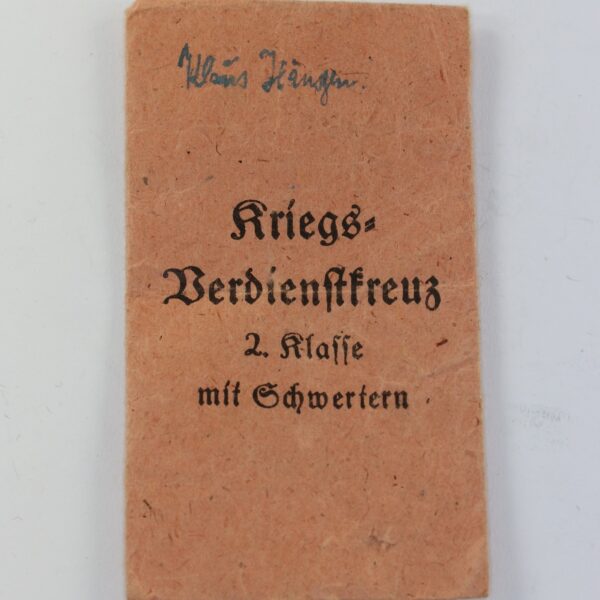 Klaus
Kriegs=
Verdienstkreuz
2. Klasse
mit Schwertern